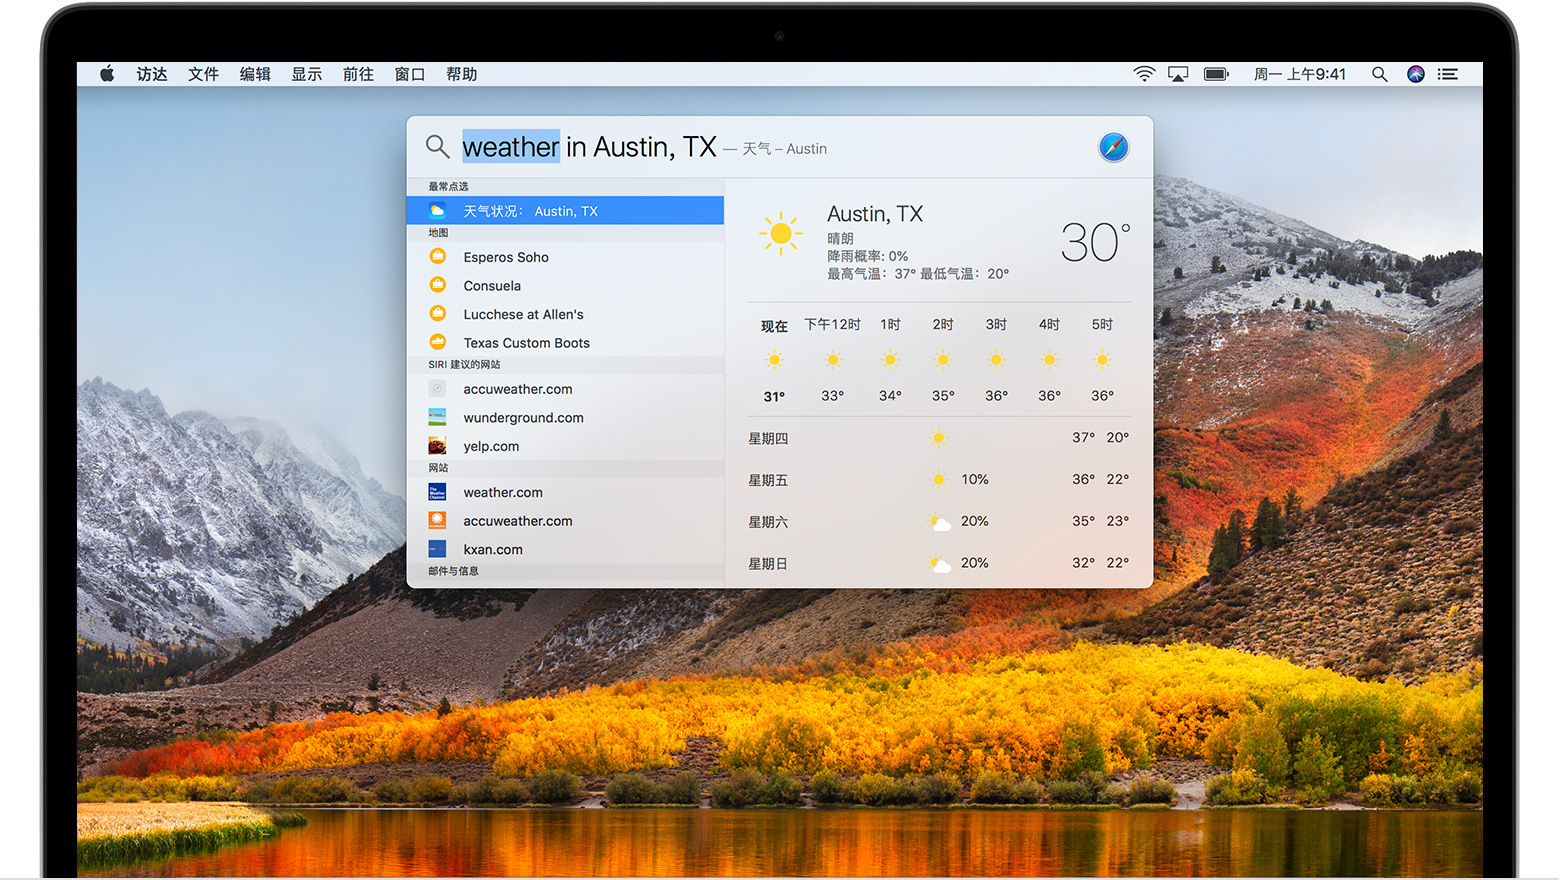 访达 文件 编辑 显示 前往 窗口 帮助 周一 上午9:41
weather in Austin, TX — 天气 – Austin
最常点选
天气状况： Austin, TX
地图
Esperos Soho
Consuela
Lucchese at Allen's
Texas Custom Boots
SIRI 建议的网站
accuweather.com
wunderground.com
yelp.com
网站
weather.com
accuweather.com
kxan.com
邮件与信息
Austin, TX
晴朗
降雨概率: 0%
最高气温：37° 最低气温：20°
30°
现在 下午12时 1时 2时 3时 4时 5时
31° 33° 34° 35° 36° 36° 36°
星期四 37° 20°
星期五 10% 36° 22°
星期六 20% 35° 23°
星期日 20% 32° 22°